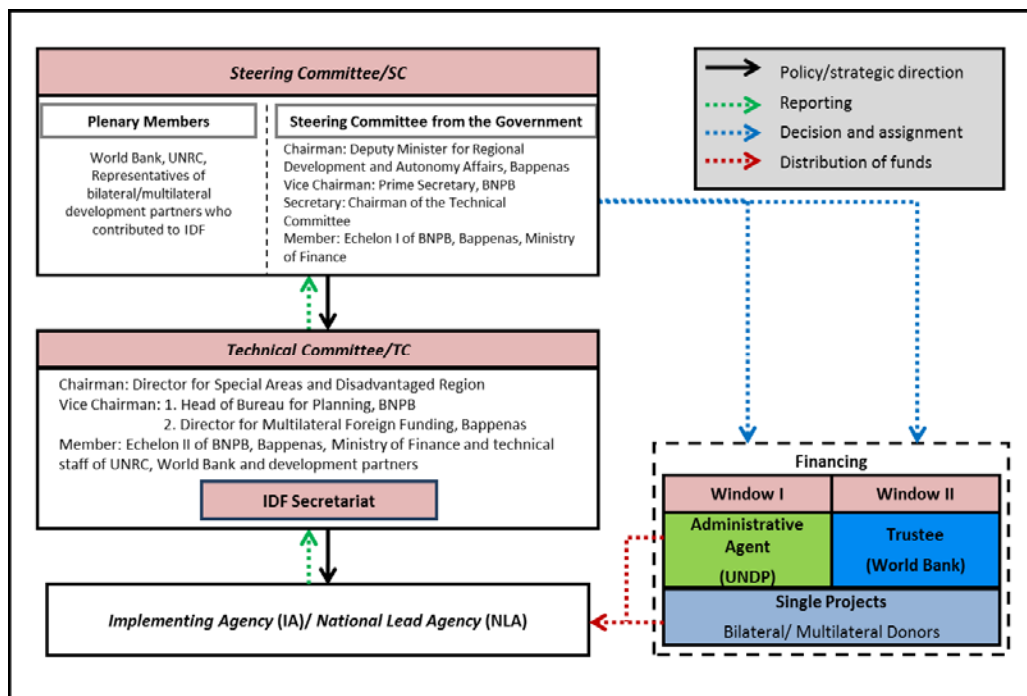 Steering Committee/SC
Plenary Members
World Bank, UNRC,
Representatives of
bilateral/multilateral
development partners who
contributed to IDF
Steering Committee from the Government
Chairman: Deputy Minister for Regional
Development and Autonomy Affairs, Bappenas
Vice Chairman: Prime Secretary, BNPB
Secretary: Chairman of the Technical
Committee
Member: Echelon I of BNPB, Bappenas, Ministry
of Finance
Policy/strategic direction
Reporting
Decision and assignment
Distribution of funds
Technical Committee/TC
Chairman: Director for Special Areas and Disadvantaged Region
Vice Chairman: 1. Head of Bureau for Planning, BNPB
2. Director for Multilateral Foreign Funding, Bappenas
Member: Echelon II of BNPB, Bappenas, Ministry of Finance and technical
staff of UNRC, World Bank and development partners
IDF Secretariat
Implementing Agency (IA)/ National Lead Agency (NLA)
Financing
Window I
Window II
Administrative
Agent
(UNDP)
Trustee
(World Bank)
Single Projects
Bilateral/ Multilateral Donors